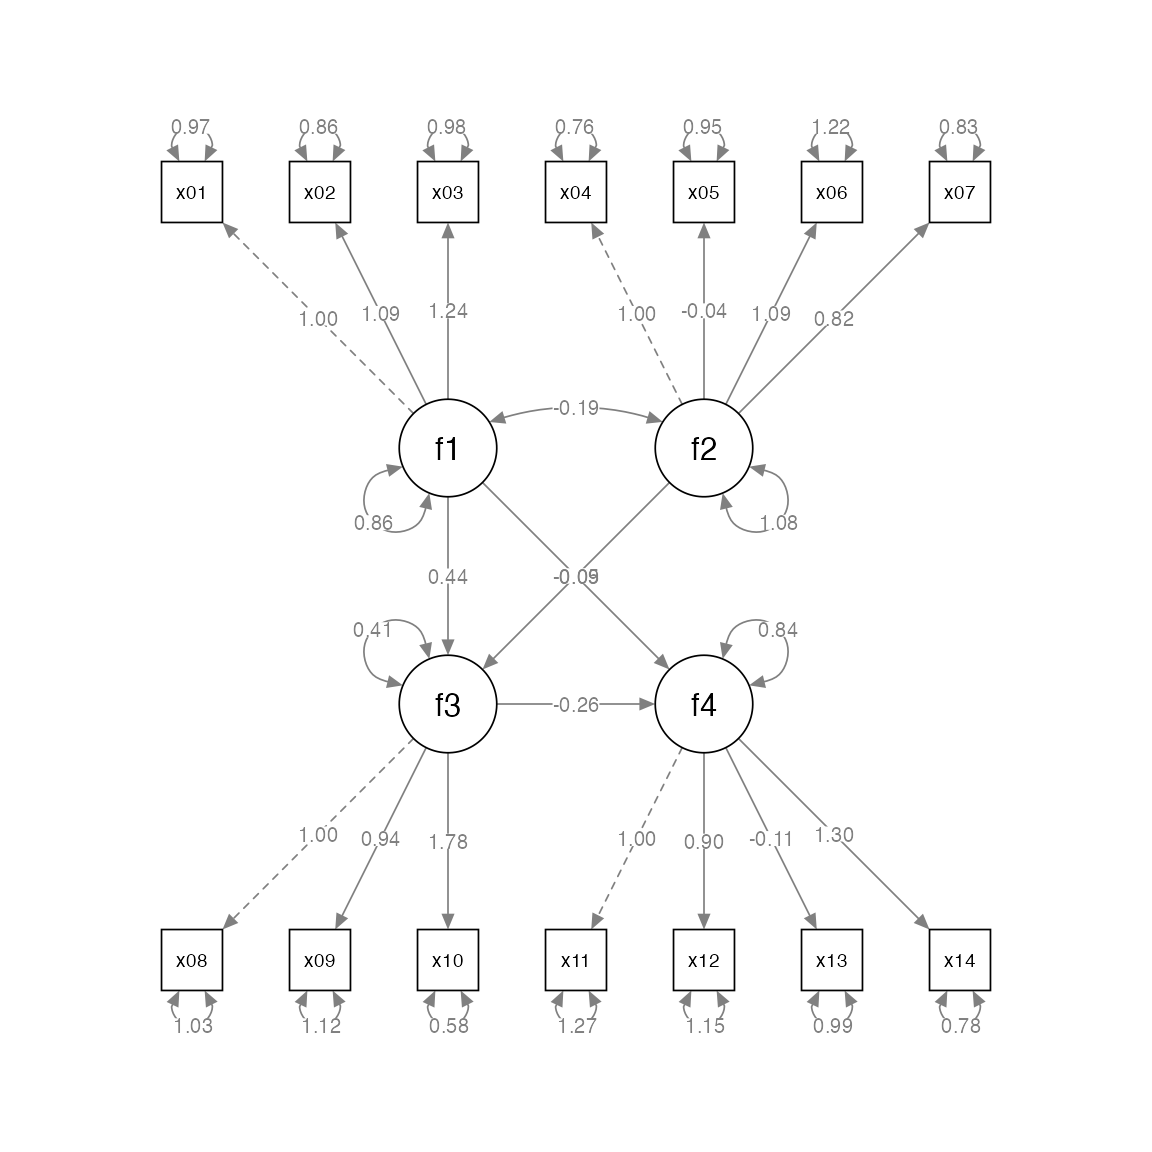 0.97 0.86 0.98 0.76 0.95 1.22 0.83
x01 x02 x03 x04 x05 x06 x07
1.00 1.09 1.24 1.00 -0.04 1.09 0.82
-0.19
f1 f2
0.86 1.08
0.44
0.41 0.84
f3 -0.26 f4
1.00 0.94 1.78 1.00 0.90 -0.11 1.30
x08 x09 x10 x11 x12 x13 x14
1.03 1.12 0.58 1.27 1.15 0.99 0.78